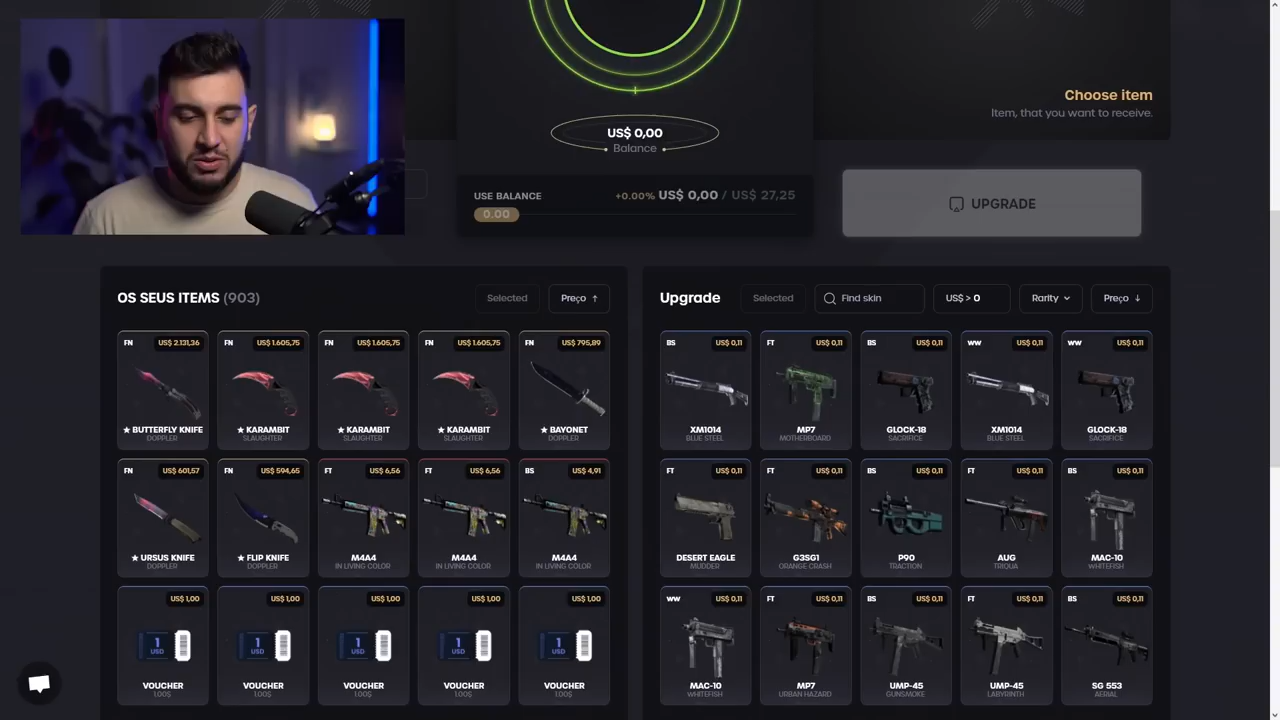 Choose item
Item, that you want to receive.
US$ 0,00
Balance
USE BALANCE
+0.00% US$ 0,00 / US$ 27,25
0.00
UPGRADE
OS SEUS ITEMS (903)
Selected
Preço ↑
FN US$ 2.131,36
FN US$ 1.605,75
FN US$ 1.605,75
FN US$ 1.605,75
FN US$ 795,89
★ BUTTERFLY KNIFE
DOPPLER
★ KARAMBIT
SLAUGHTER
★ KARAMBIT
SLAUGHTER
★ KARAMBIT
SLAUGHTER
★ BAYONET
DOPPLER
FN US$ 601,57
FN US$ 594,65
FT US$ 6,56
FT US$ 6,56
BS US$ 4,91
★ URSUS KNIFE
DOPPLER
★ FLIP KNIFE
DOPPLER
M4A4
IN LIVING COLOR
M4A4
IN LIVING COLOR
M4A4
IN LIVING COLOR
US$ 1,00
US$ 1,00
US$ 1,00
US$ 1,00
US$ 1,00
1
USD
1
USD
1
USD
1
USD
1
USD
VOUCHER
1.00$
VOUCHER
1.00$
VOUCHER
1.00$
VOUCHER
1.00$
VOUCHER
1.00$
Upgrade
Selected
Find skin
US$ > 0
Rarity
Preço ↓
BS US$ 0,11
FT US$ 0,11
BS US$ 0,11
WW US$ 0,11
WW US$ 0,11
XM1014
BLUE STEEL
MP7
MOTHERBOARD
GLOCK-18
SACRIFICE
XM1014
BLUE STEEL
GLOCK-18
SACRIFICE
FT US$ 0,11
FT US$ 0,11
BS US$ 0,11
FT US$ 0,11
BS US$ 0,11
DESERT EAGLE
MUDDER
G3SG1
ORANGE CRASH
P90
TRACTION
AUG
TRIQUA
MAC-10
WHITEFISH
WW US$ 0,11
FT US$ 0,11
BS US$ 0,11
FT US$ 0,11
BS US$ 0,11
MAC-10
WHITEFISH
MP7
URBAN HAZARD
UMP-45
GUNSMOKE
UMP-45
LABYRINTH
SG 553
AERIAL